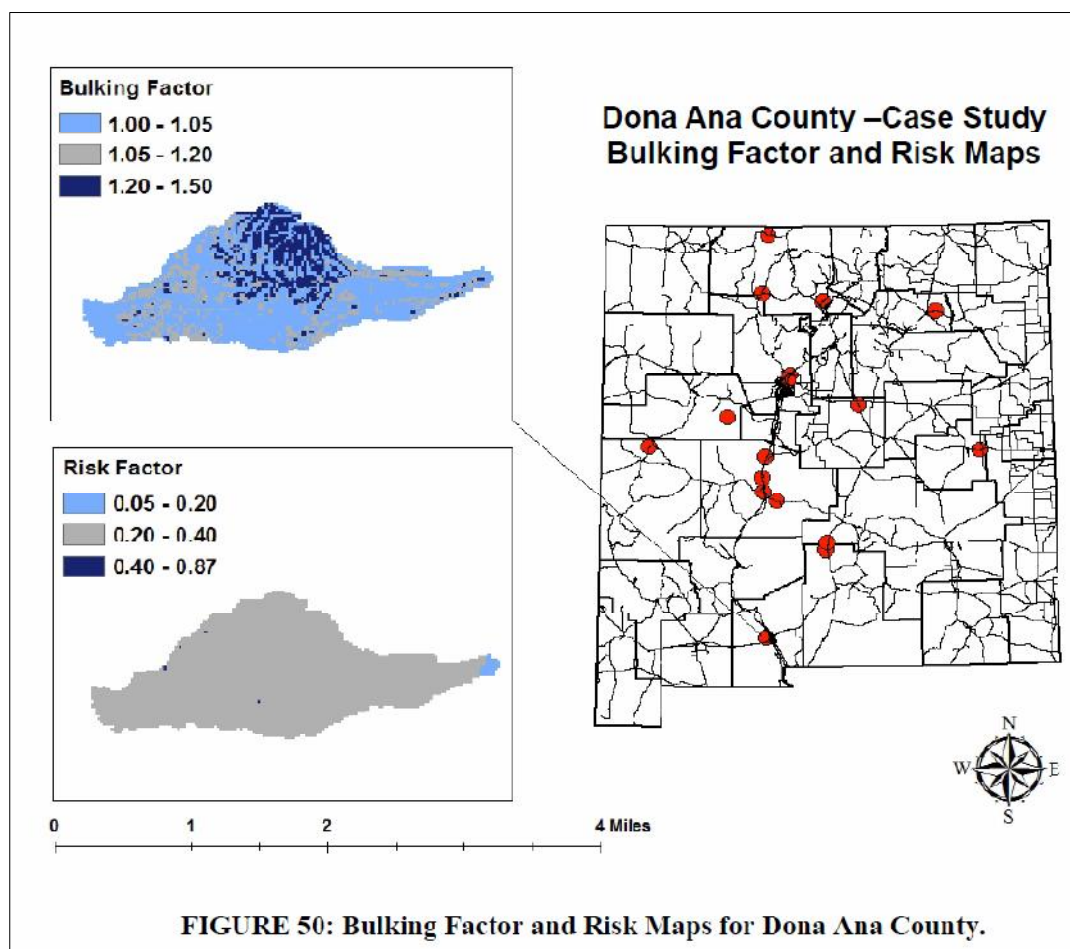 Bulking Factor
1.00 - 1.05
1.05 - 1.20
1.20 - 1.50
Dona Ana County –Case Study
Bulking Factor and Risk Maps
Risk Factor
0.05 - 0.20
0.20 - 0.40
0.40 - 0.87
N
W E
S
0 1 2 4 Miles
FIGURE 50: Bulking Factor and Risk Maps for Dona Ana County.